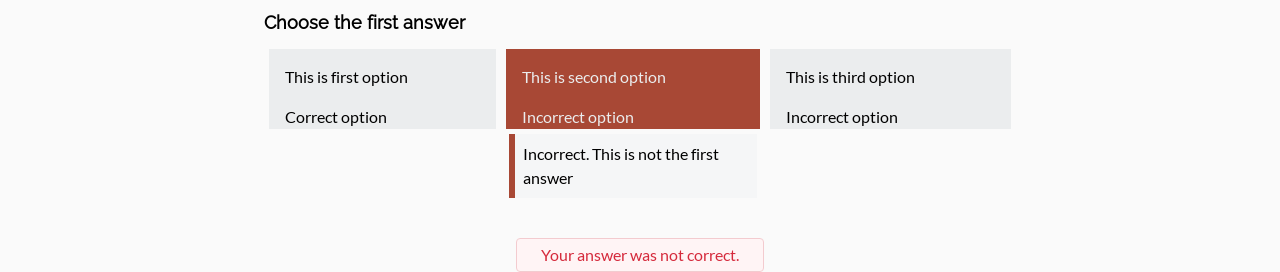 Choose the first answer
This is first option
Correct option
This is second option
Incorrect option
This is third option
Incorrect option
Incorrect. This is not the first
answer
Your answer was not correct.